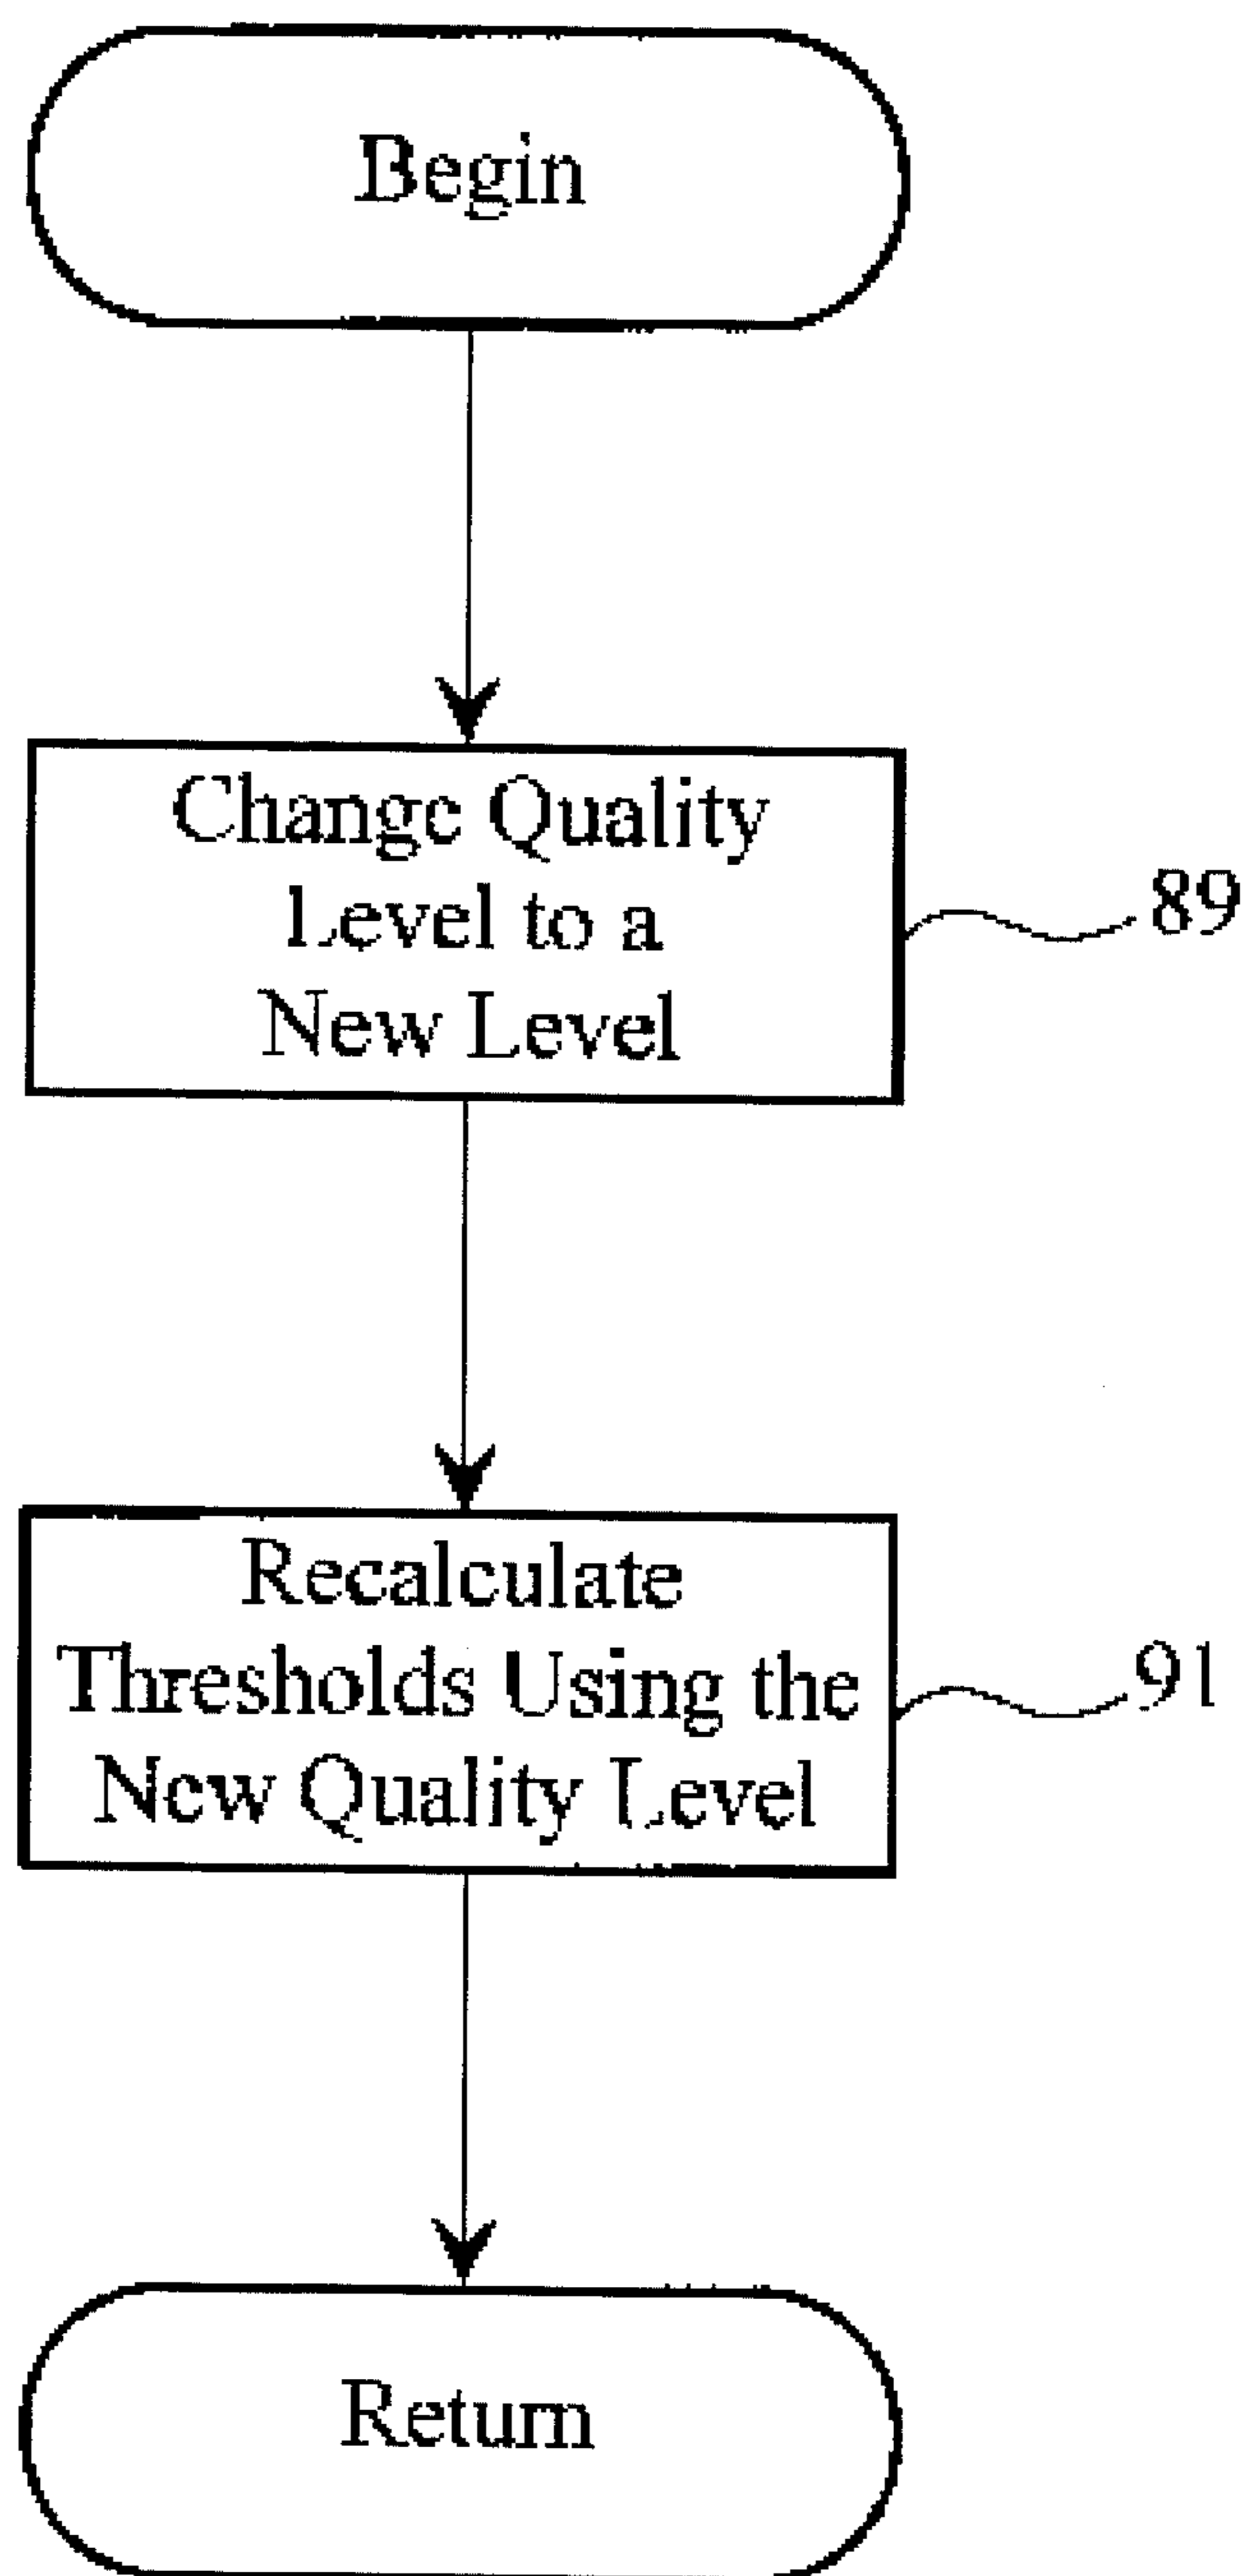 Begin
Change Quality
Level to a
New Level
89
Recalculate
Thresholds Using the
New Quality Level
91
Return